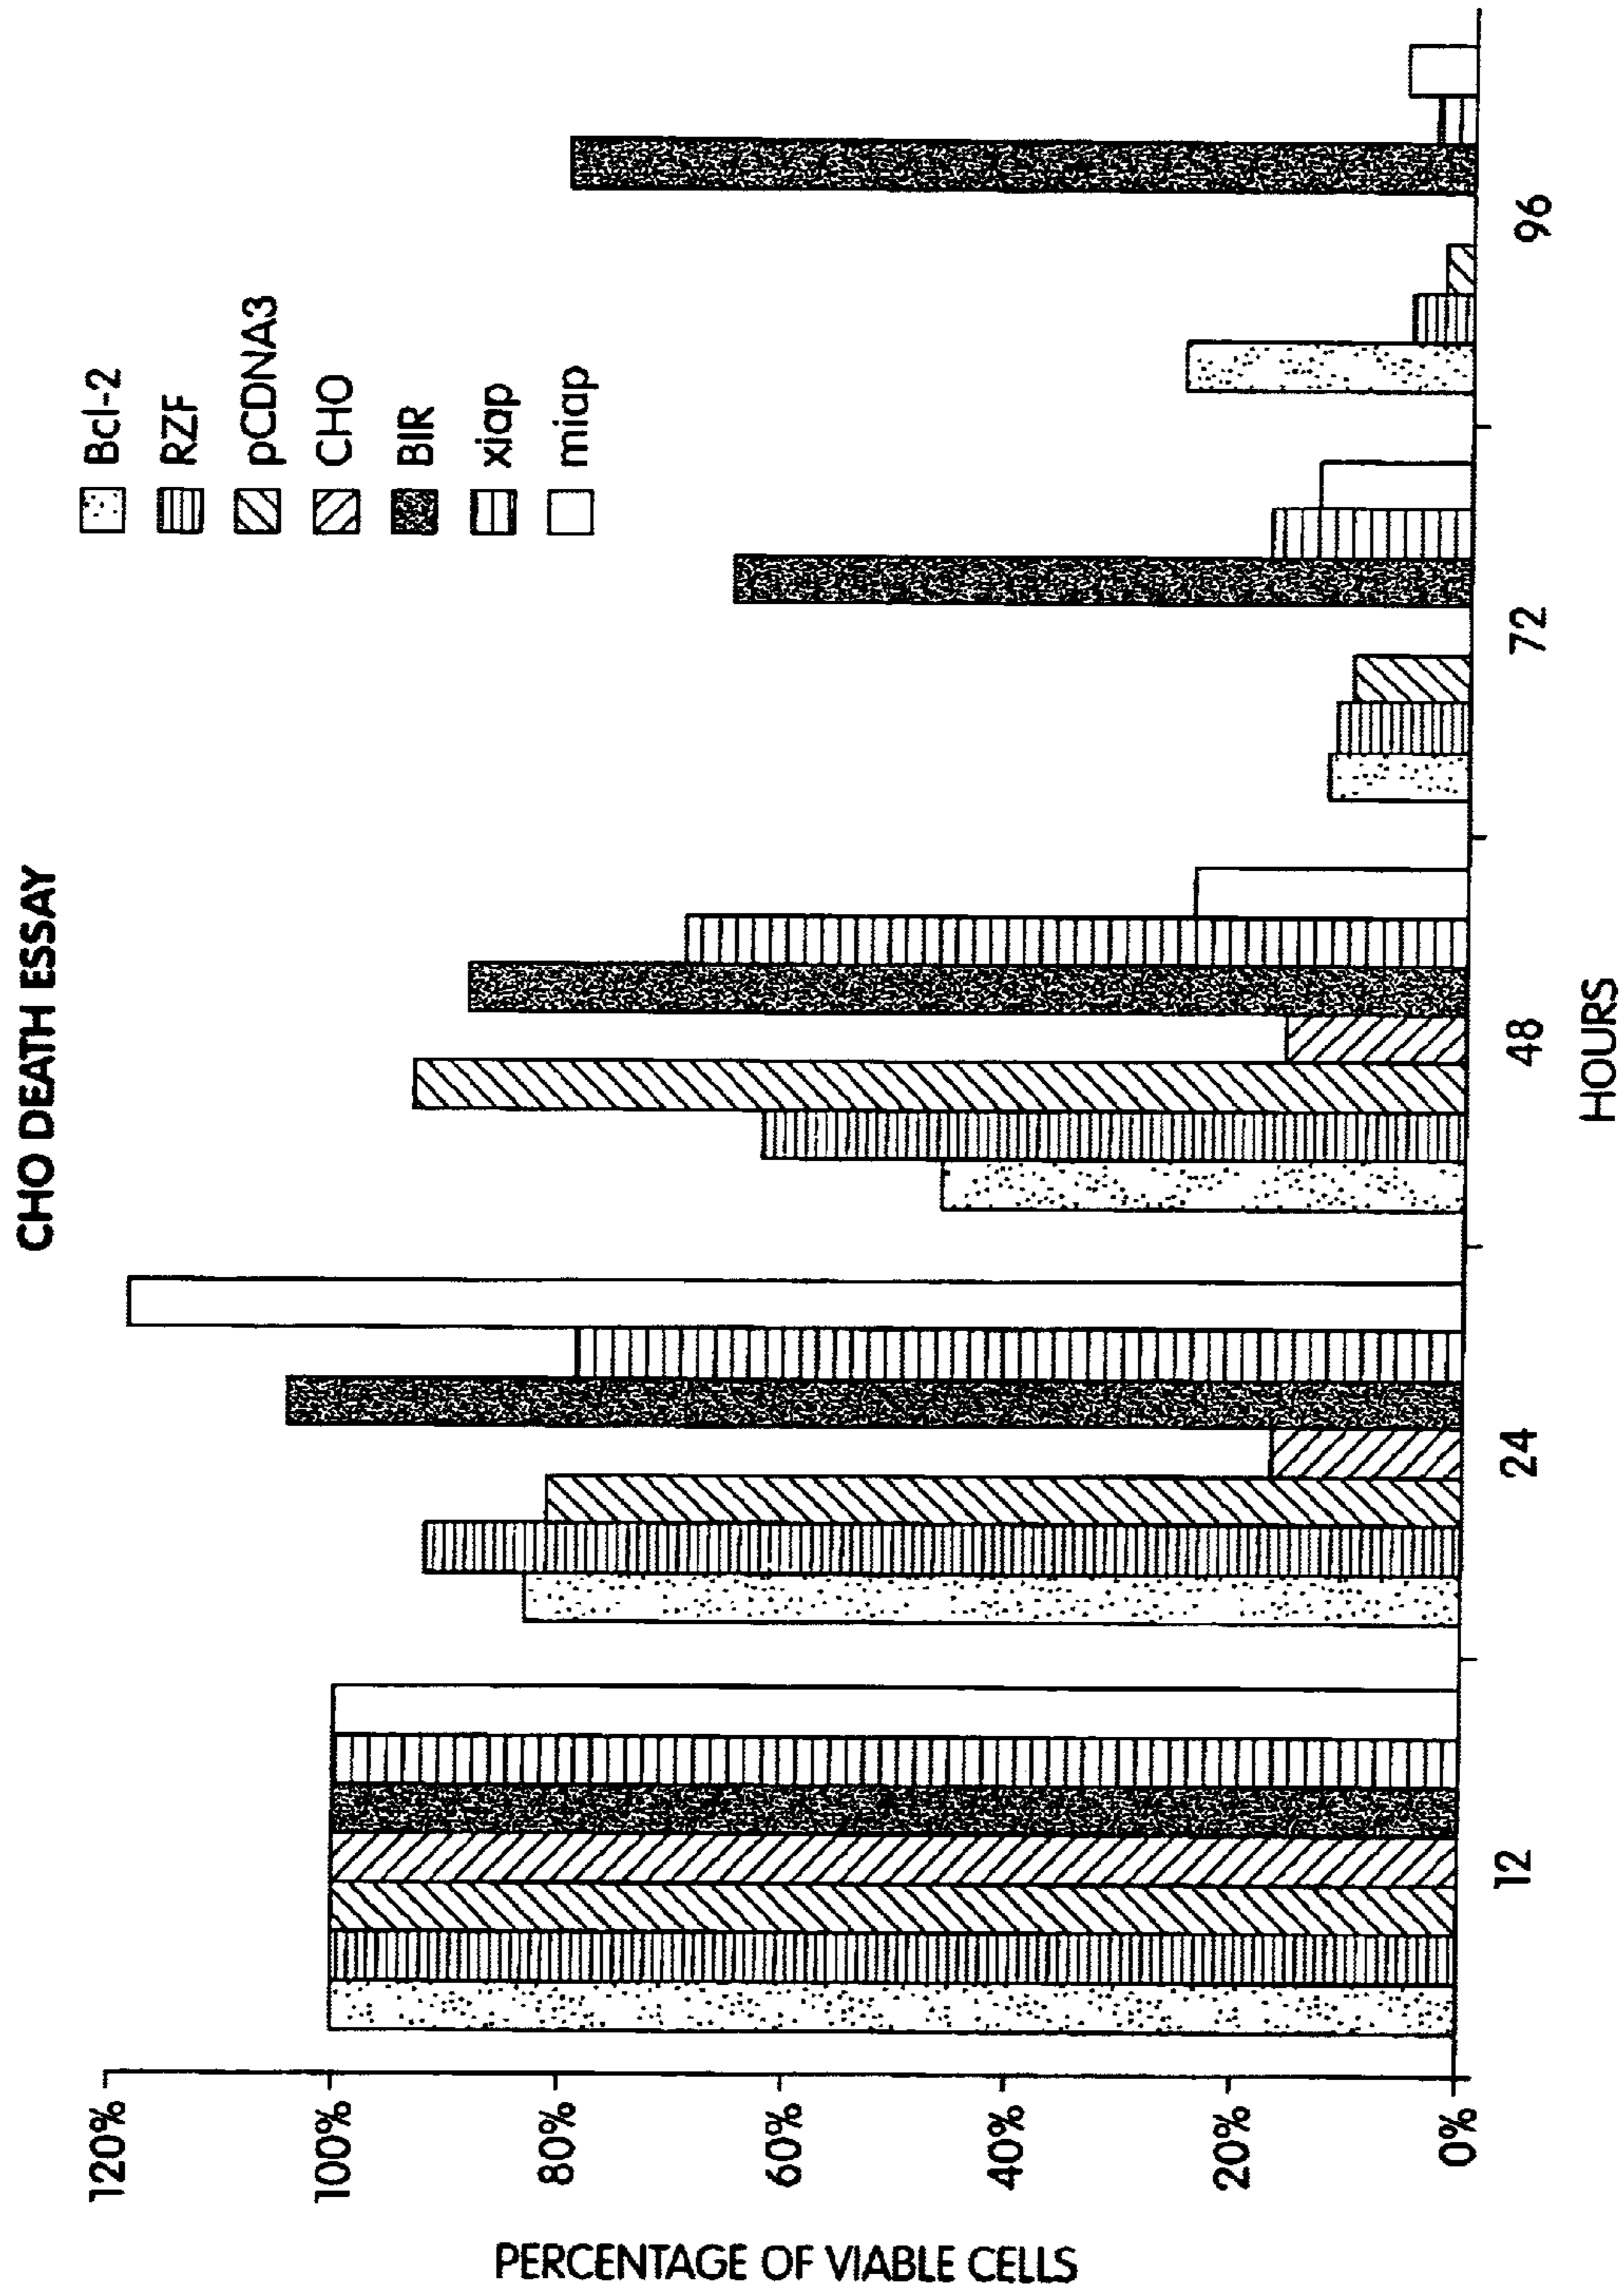 CHO DEATH ESSAY
Bcl-2
RZF
pCDNA3
CHO
BIR
xiap
miap
120%
100%
80%
60%
40%
20%
0%
PERCENTAGE OF VIABLE CELLS
12
24
48
72
96
HOURS